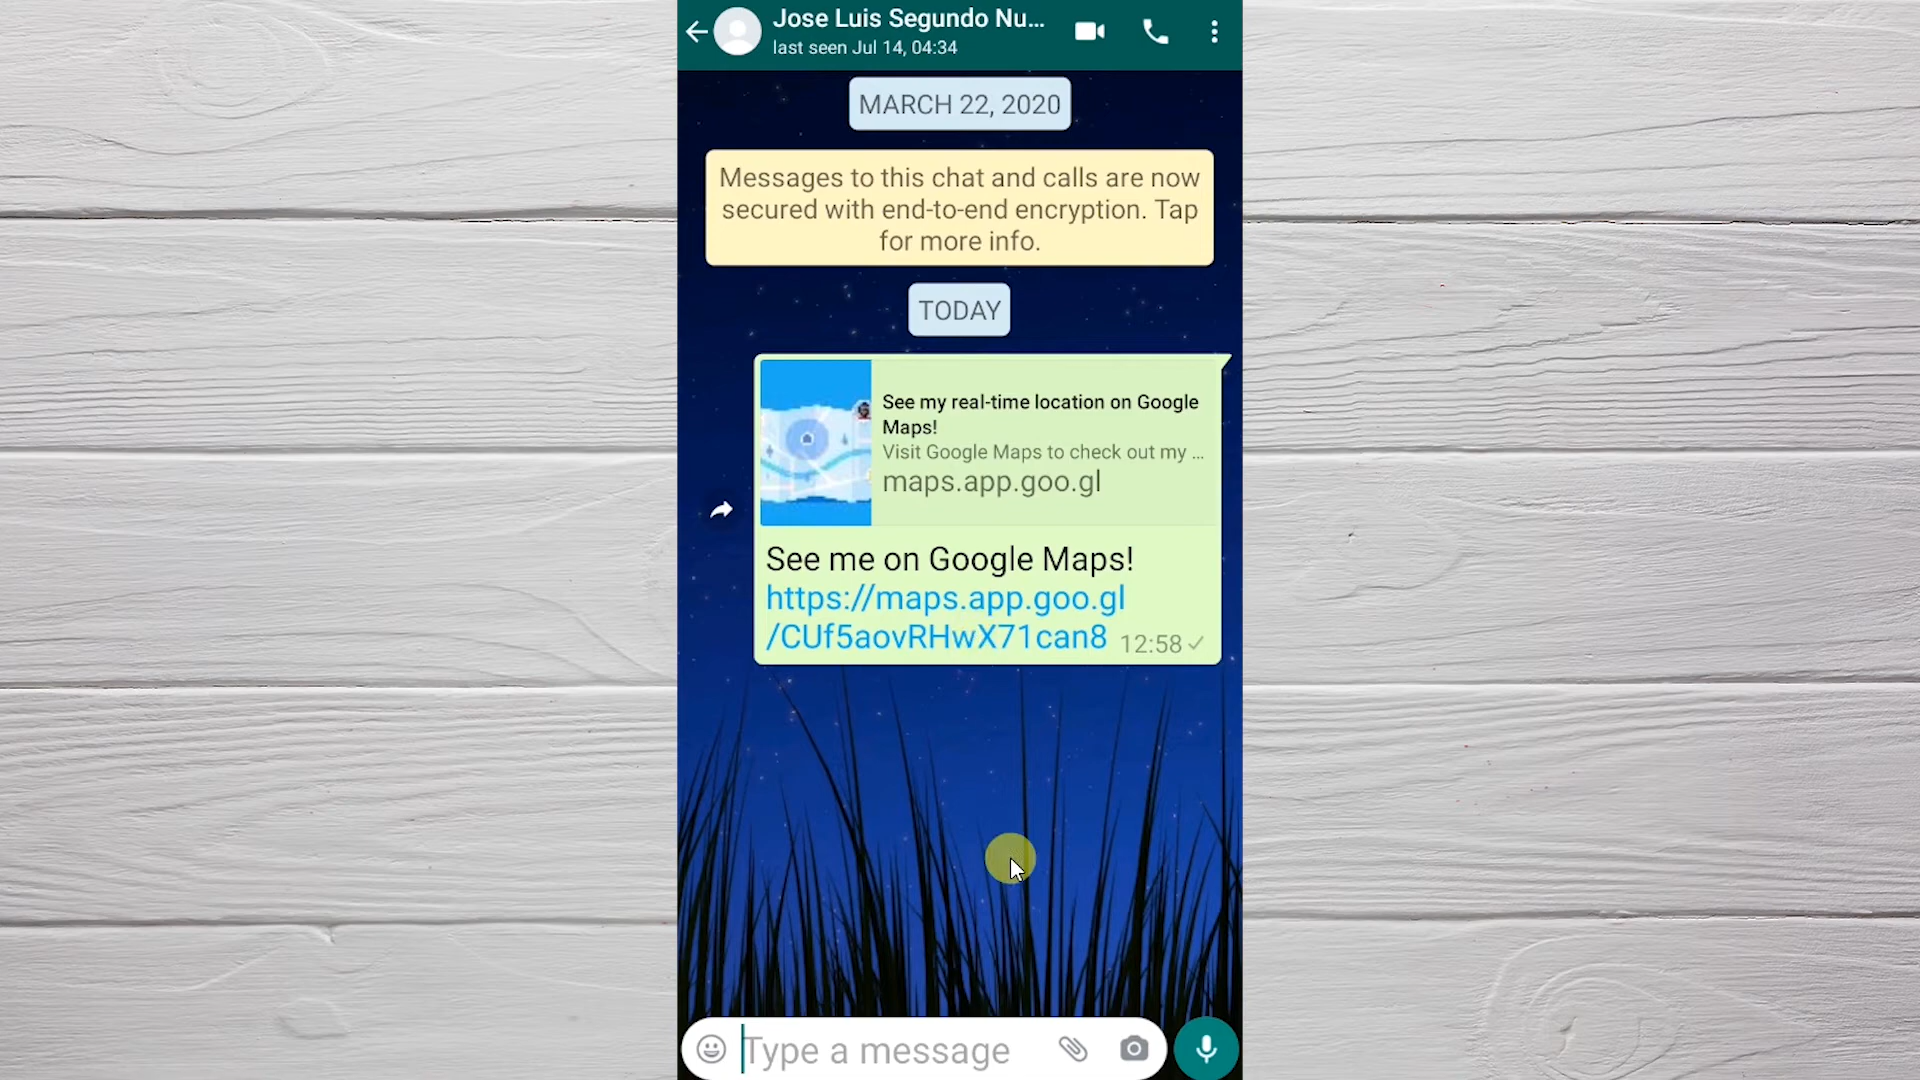 Jose Luis Segundo Nu...
last seen Jul 14, 04:34
MARCH 22, 2020
Messages to this chat and calls are now
secured with end-to-end encryption. Tap
for more info.
TODAY
See my real-time location on Google
Maps!
Visit Google Maps to check out my ...
maps.app.goo.gl
See me on Google Maps!
https://maps.app.goo.gl
/CUf5aovRHwX71can8 12:58
Type a message